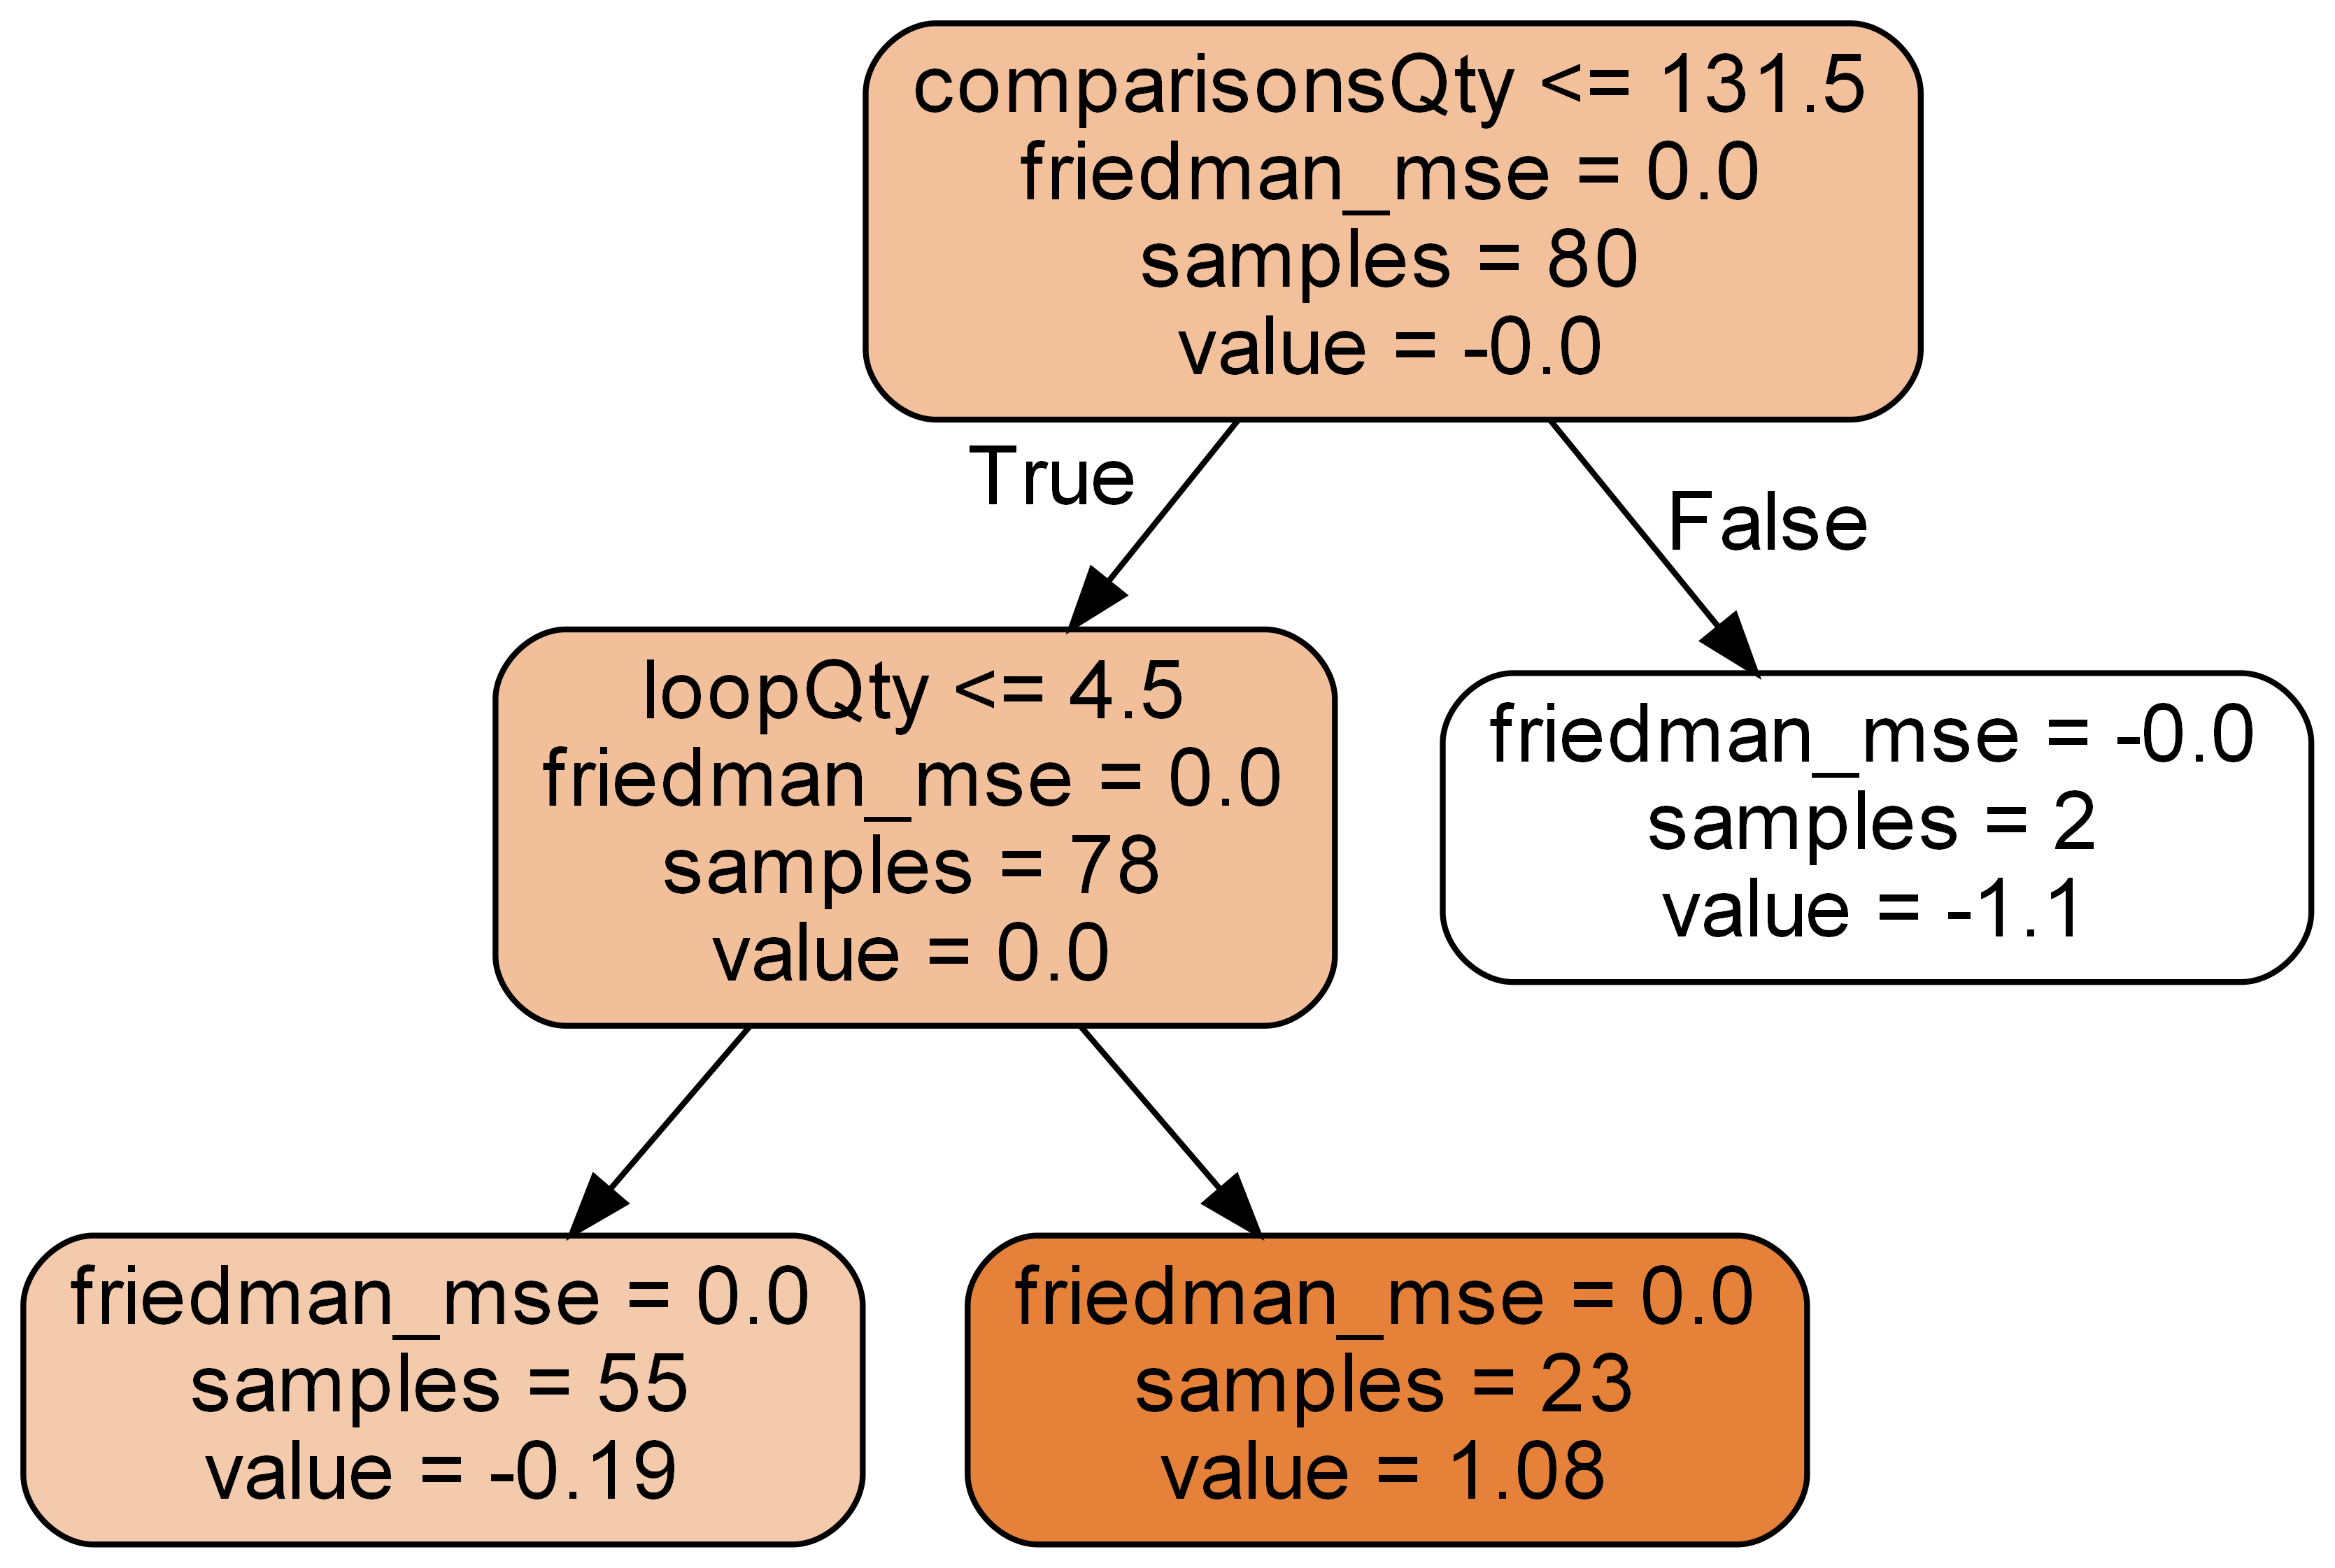 comparisonsQty <= 131.5
friedman_mse = 0.0
samples = 80
value = -0.0
True
False
loopQty <= 4.5
friedman_mse = 0.0
samples = 78
value = 0.0
friedman_mse = -0.0
samples = 2
value = -1.1
friedman_mse = 0.0
samples = 55
value = -0.19
friedman_mse = 0.0
samples = 23
value = 1.08